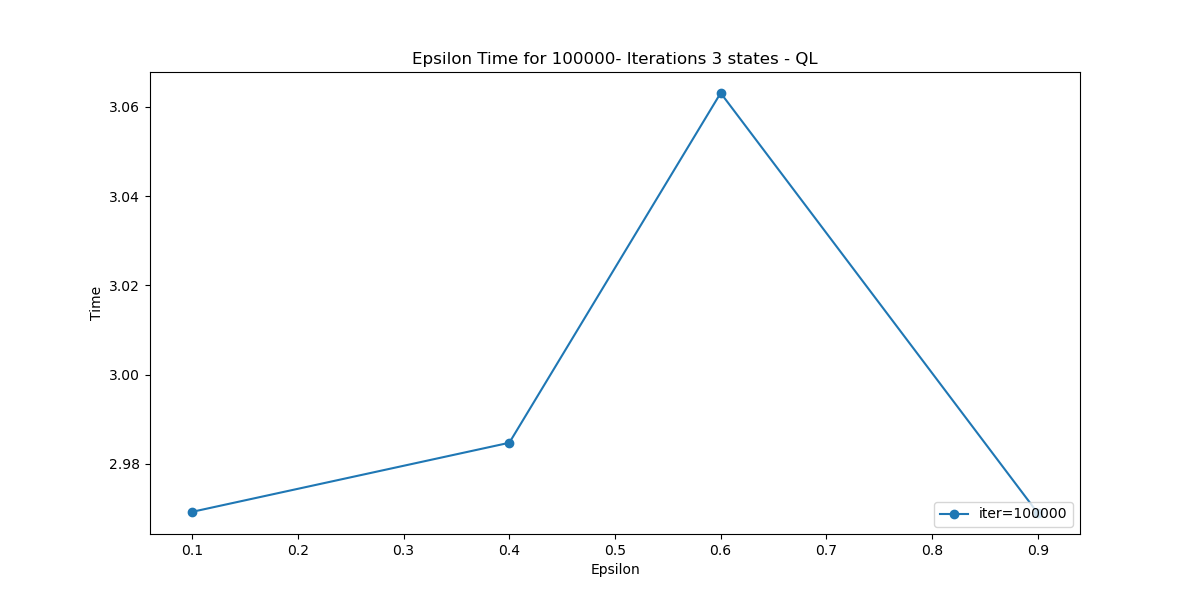 Epsilon Time for 100000- Iterations 3 states - QL
3.06
3.04
3.02
3.00
2.98
Time
0.1 0.2 0.3 0.4 0.5 0.6 0.7 0.8 0.9
Epsilon
iter=100000